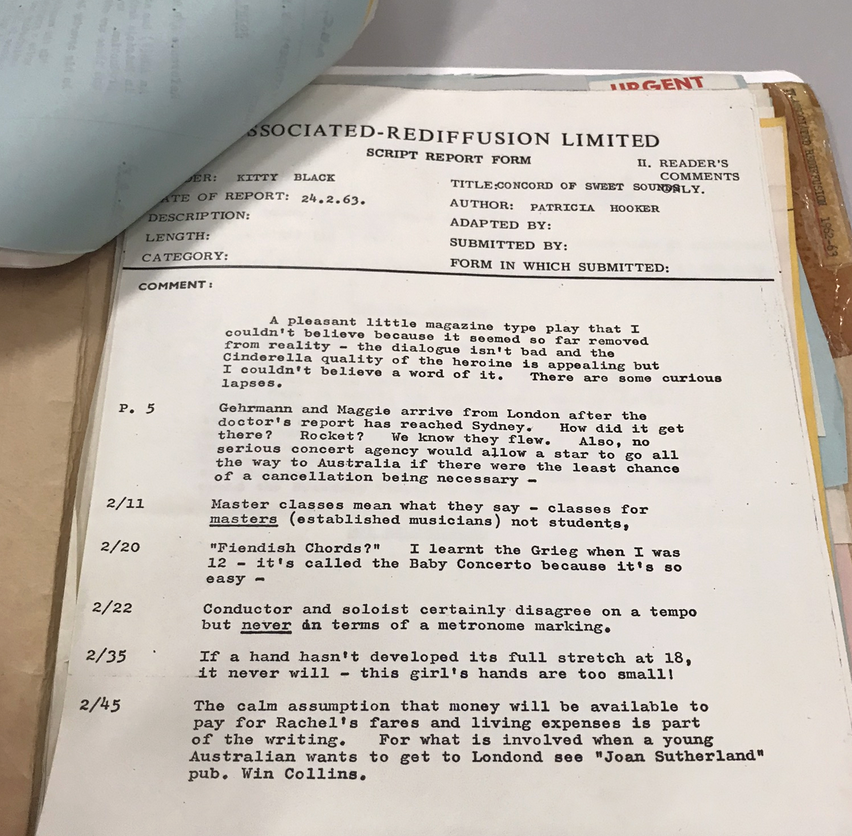 URGENT
SSOCIATED-REDIFFUSION LIMITED
SCRIPT REPORT FORM
II. READER'S
COMMENTS
ONLY.
DER: KITTY BLACK
TITLE:CONCORD OF SWEET SOUNDS
ATE OF REPORT: 24.2.63.
AUTHOR: PATRICIA HOOKER
DESCRIPTION:
ADAPTED BY:
LENGTH:
SUBMITTED BY:
CATEGORY:
FORM IN WHICH SUBMITTED:
COMMENT:
A pleasant little magazine type play that I
couldn't believe because it seemed so far removed
from reality - the dialogue isn't bad and the
Cinderella quality of the heroine is appealing but
I couldn't believe a word of it. There are some curious
lapses.
P. 5 Gehrmann and Maggie arrive from London after the
doctor's report has reached Sydney. How did it get
there? Rocket? We know they flew. Also, no
serious concert agency would allow a star to go all
the way to Australia if there were the least chance
of a cancellation being necessary -
2/11 Master classes mean what they say - classes for
masters (established musicians) not students,
2/20 "Fiendish Chords?" I learnt the Grieg when I was
12 - it's called the Baby Concerto because it's so
easy -
2/22 Conductor and soloist certainly disagree on a tempo
but never in terms of a metronome marking.
2/35 If a hand hasn't developed its full stretch at 18,
it never will - this girl's hands are too small!
2/45 The calm assumption that money will be available to
pay for Rachel's fares and living expenses is part
of the writing. For what is involved when a young
Australian wants to get to Londond see "Joan Sutherland"
pub. Win Collins.